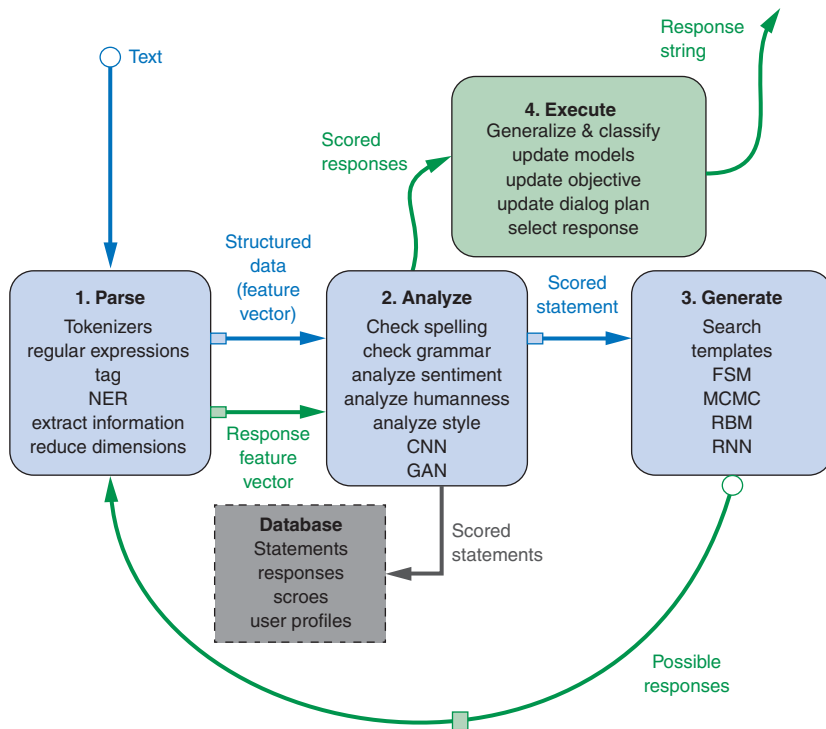 Text
Response
string
4. Execute
Generalize & classify
update models
update objective
update dialog plan
select response
Scored
responses
Structured
data
(feature
vector)
Scored
statement
1. Parse
Tokenizers
regular expressions
tag
NER
extract information
reduce dimensions
2. Analyze
Check spelling
check grammar
analyze sentiment
analyze humanness
analyze style
CNN
GAN
3. Generate
Search
templates
FSM
MCMC
RBM
RNN
Response
feature
vector
Database
Statements
responses
scroes
user profiles
Scored
statements
Possible
responses